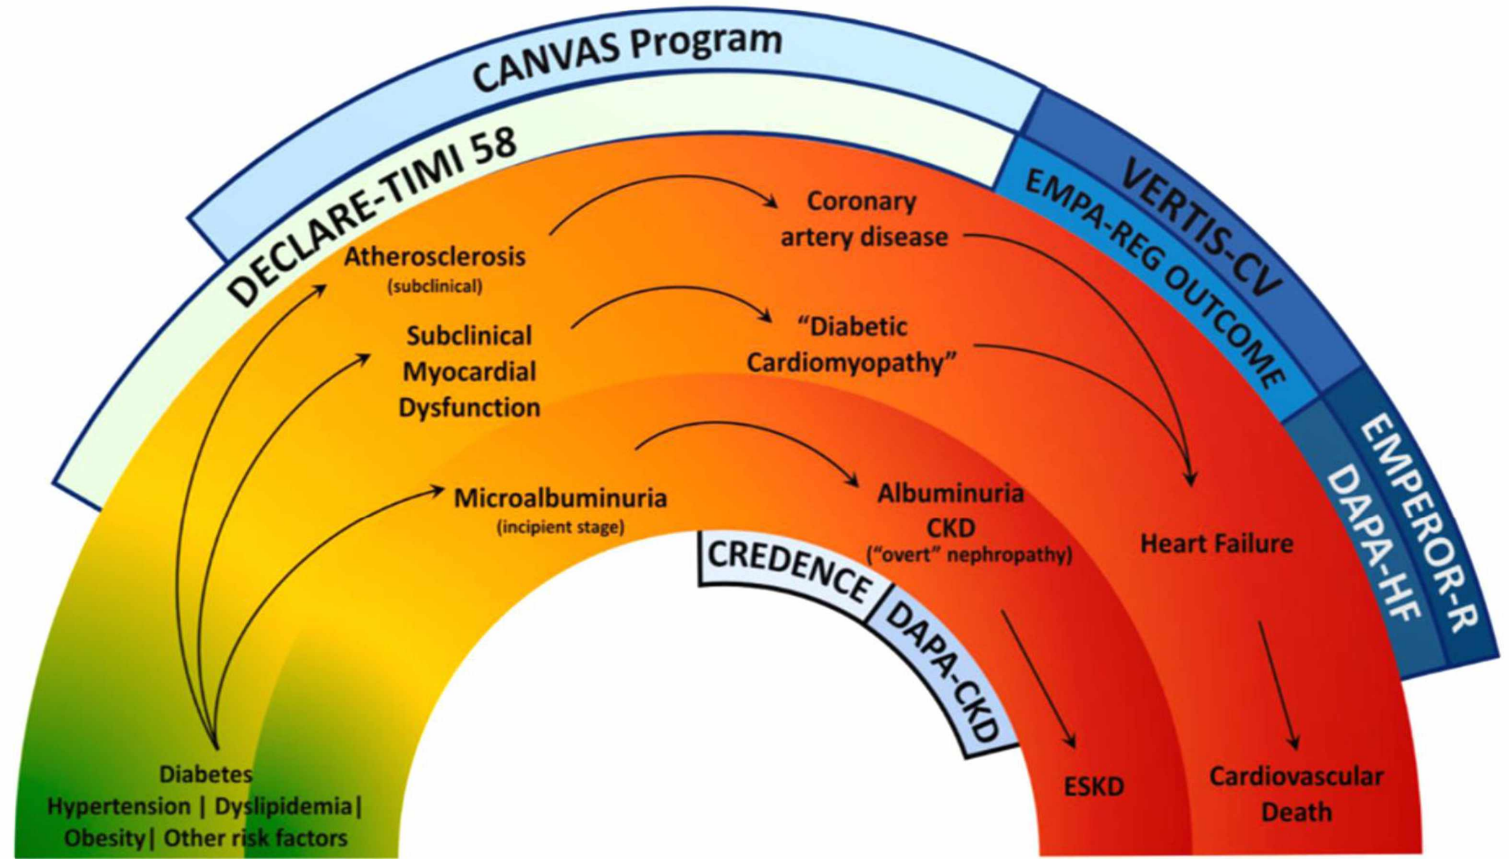 CANVAS Program
DECLARE-TIMI 58
VERTIS-CV
EMPA-REG OUTCOME
EMPEROR-R
DAPA-HF
Atherosclerosis
(subclinical)
Coronary
artery disease
Subclinical
Myocardial
Dysfunction
“Diabetic
Cardiomyopathy”
Microalbuminuria
(incipient stage)
Albuminuria
CKD
(“overt” nephropathy)
Heart Failure
CREDENCE
DAPA-CKD
Diabetes
Hypertension | Dyslipidemia|
Obesity| Other risk factors
ESKD
Cardiovascular
Death